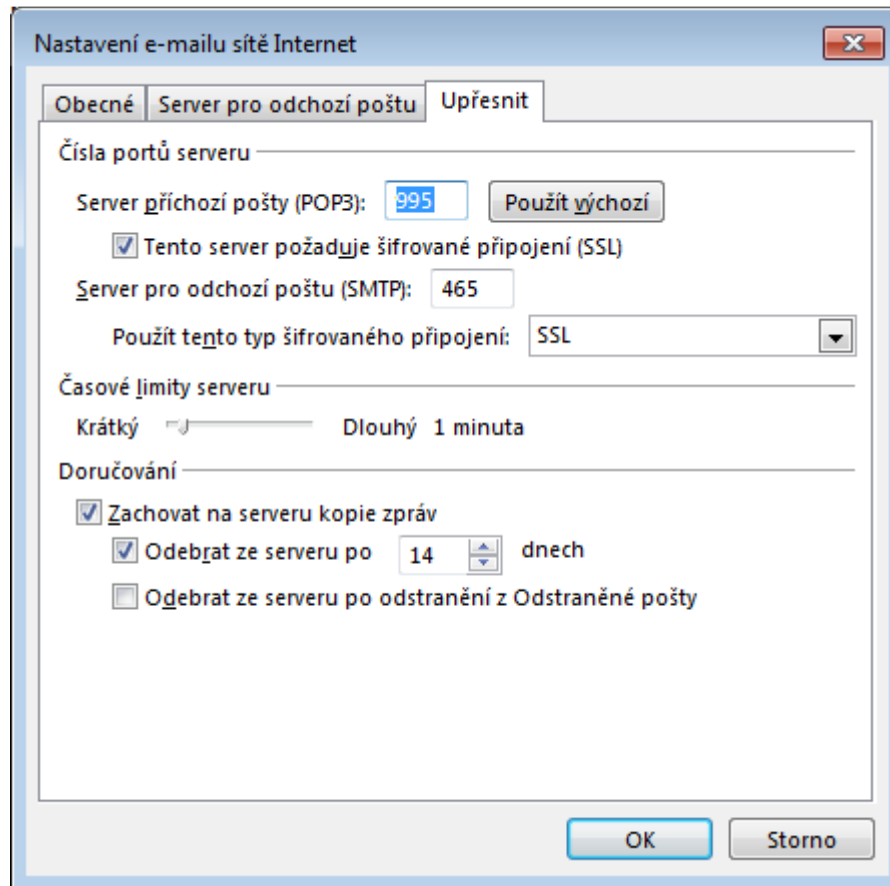 Nastavení e-mailu sítě Internet
Obecné Server pro odchozí poštu Upřesnit
Čísla portů serveru
Server příchozí pošty (POP3): 995 Použít výchozí
Tento server požaduje šifrované připojení (SSL)
Server pro odchozí poštu (SMTP): 465
Použít tento typ šifrovaného připojení: SSL
Časové limity serveru
Krátký Dlouhý 1 minuta
Doručování
Zachovat na serveru kopie zpráv
Odebrat ze serveru po 14 dnech
Odebrat ze serveru po odstranění z Odstraněné pošty
OK Storno